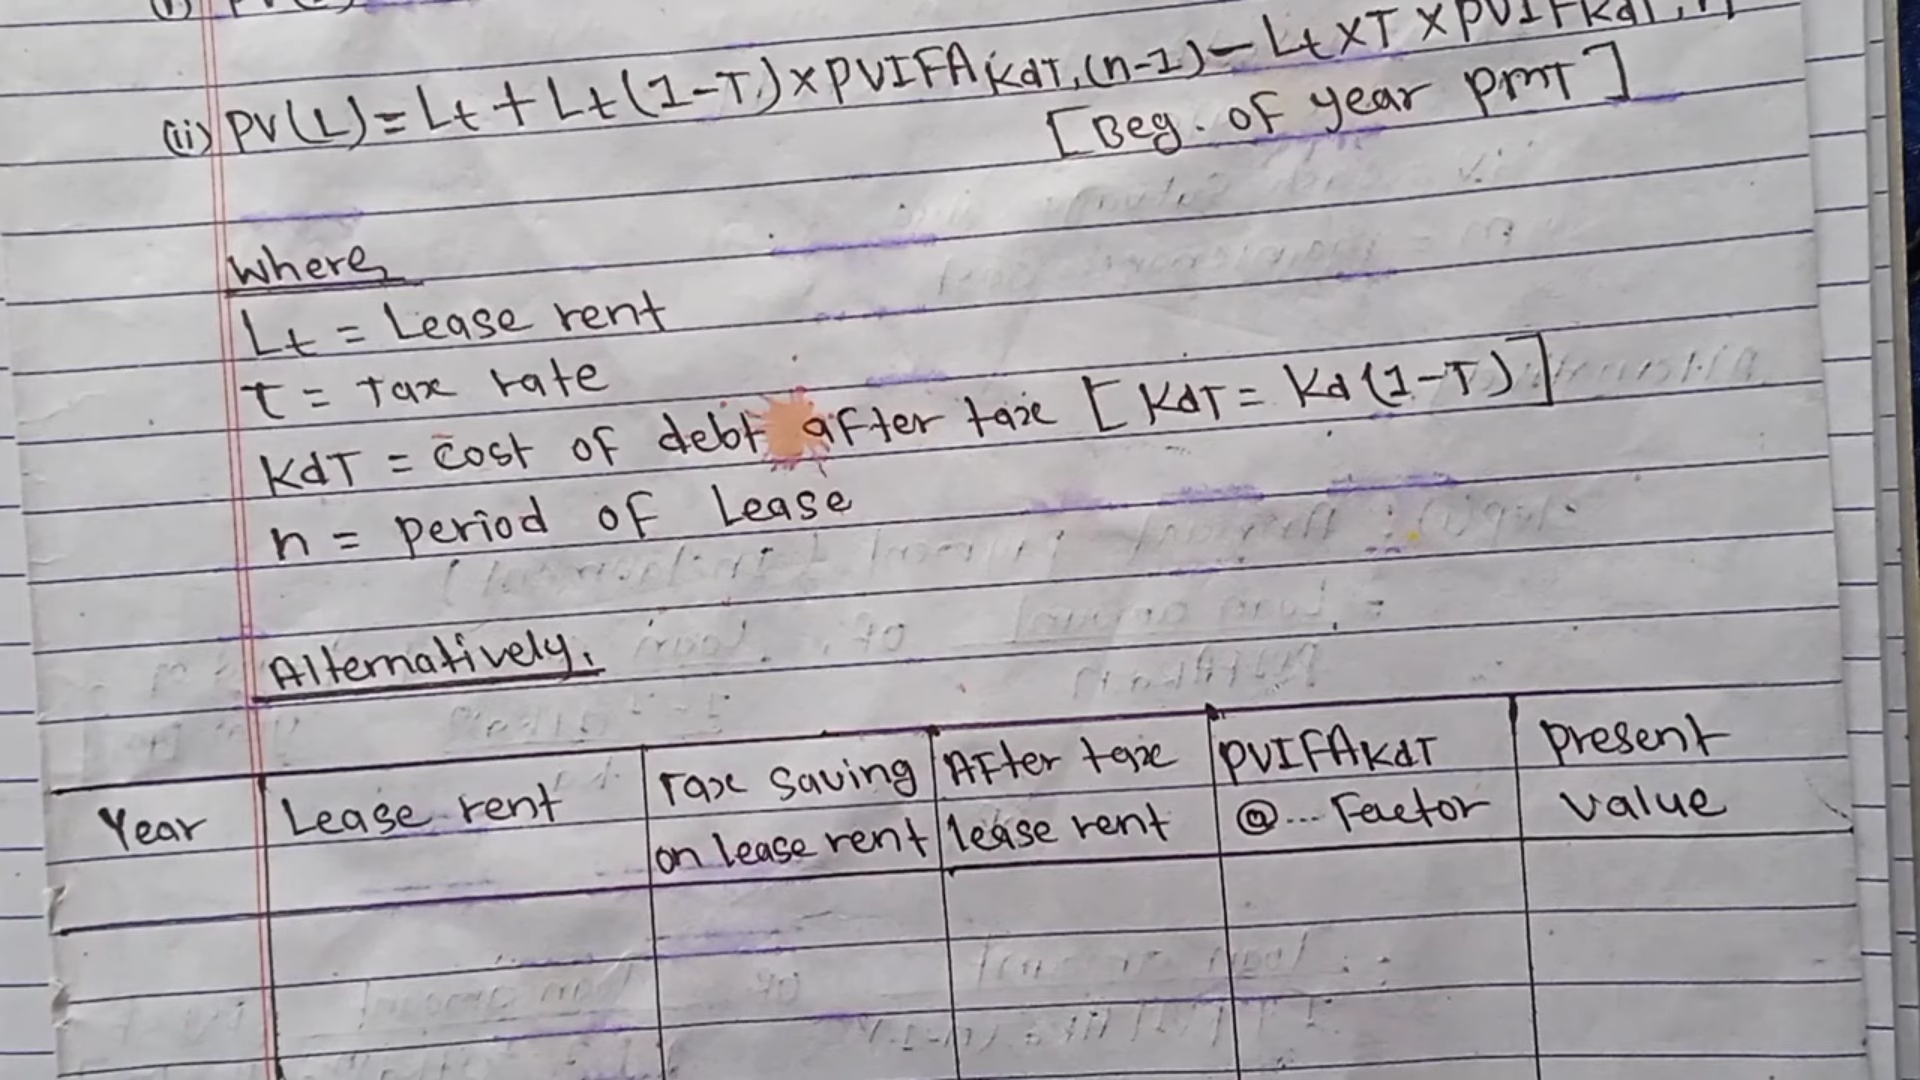 (ii) PV(L) = Lt + Lt (1-T) × PVIFA KdT, (n-1) - Lt × T × PVIFKdT, n
[Beg. of year pmt]
Where,
Lt = Lease rent
t = Tax rate
KdT = cost of debt after tax [KdT = Kd (1-T)]
n = period of Lease
Alternatively,
Year | Lease rent | Tax saving on lease rent | After tax lease rent | PVIFAKdT @... Factor | present value